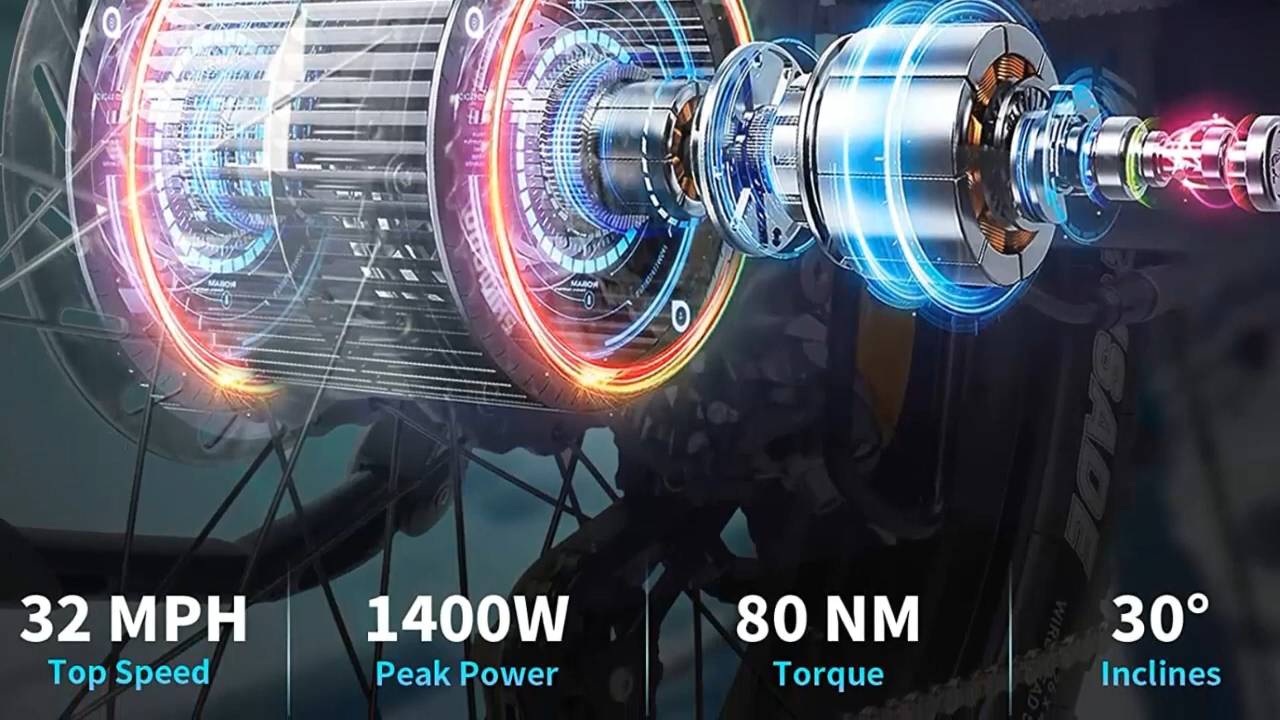 32 MPH
Top Speed
1400W
Peak Power
80 NM
Torque
30°
Inclines